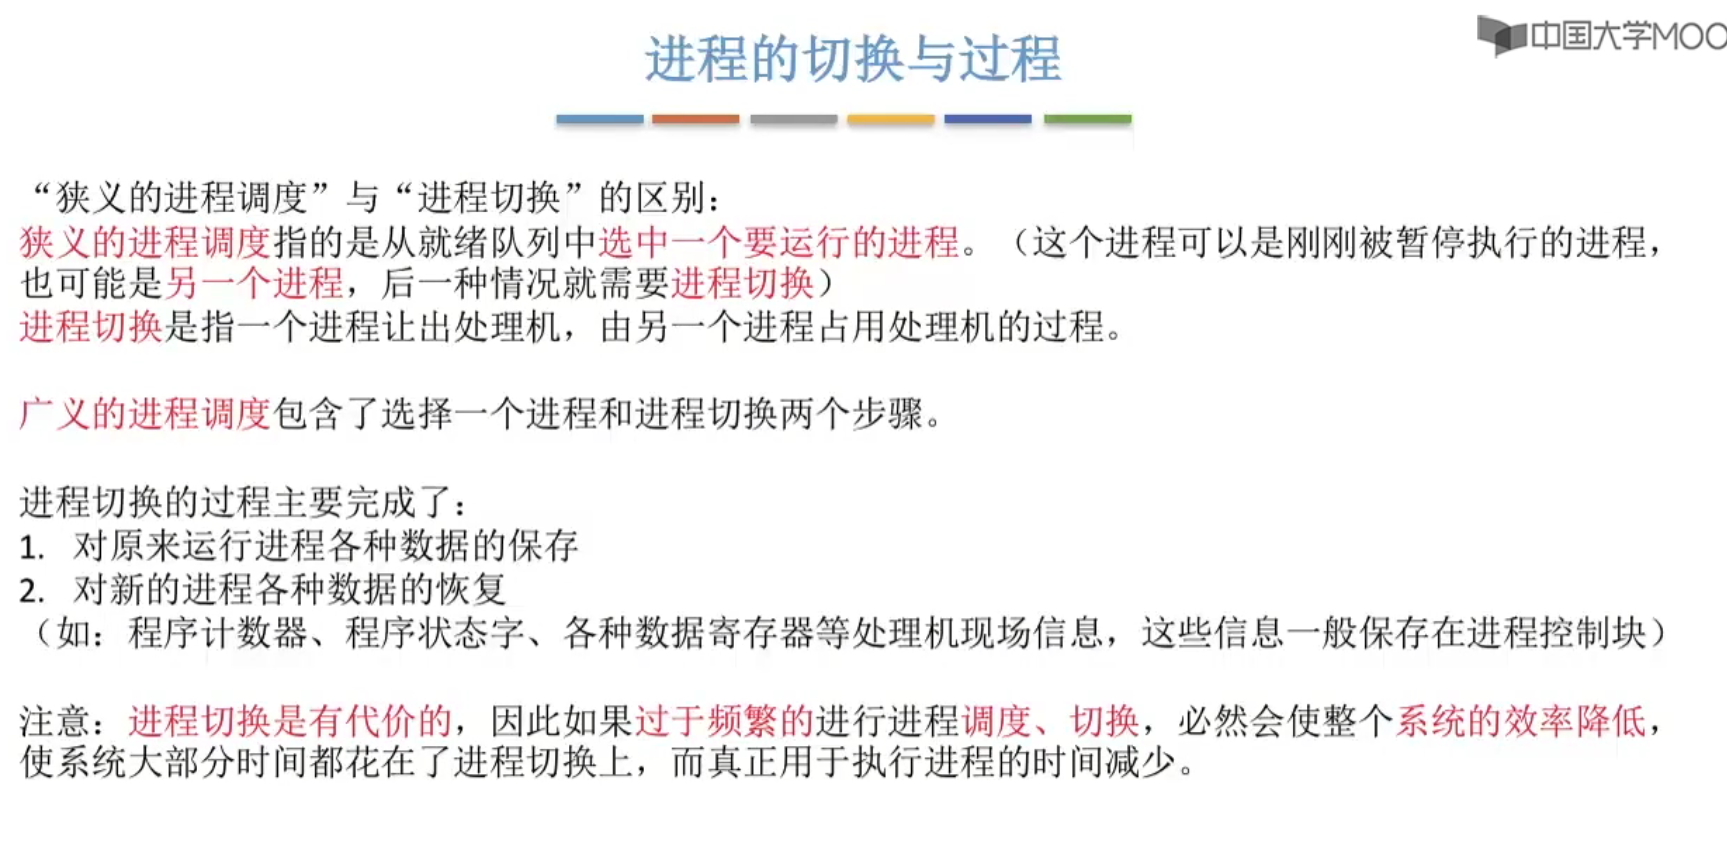 中国大学MOO
进程的切换与过程
“狭义的进程调度”与“进程切换”的区别：
狭义的进程调度指的是从就绪队列中选中一个要运行的进程。（这个进程可以是刚刚被暂停执行的进程，
也可能是另一个进程，后一种情况就需要进程切换）
进程切换是指一个进程让出处理机，由另一个进程占用处理机的过程。
广义的进程调度包含了选择一个进程和进程切换两个步骤。
进程切换的过程主要完成了：
1. 对原来运行进程各种数据的保存
2. 对新的进程各种数据的恢复
（如：程序计数器、程序状态字、各种数据寄存器等处理机现场信息，这些信息一般保存在进程控制块）
注意：进程切换是有代价的，因此如果过于频繁的进行进程调度、切换，必然会使整个系统的效率降低，
使系统大部分时间都花在了进程切换上，而真正用于执行进程的时间减少。